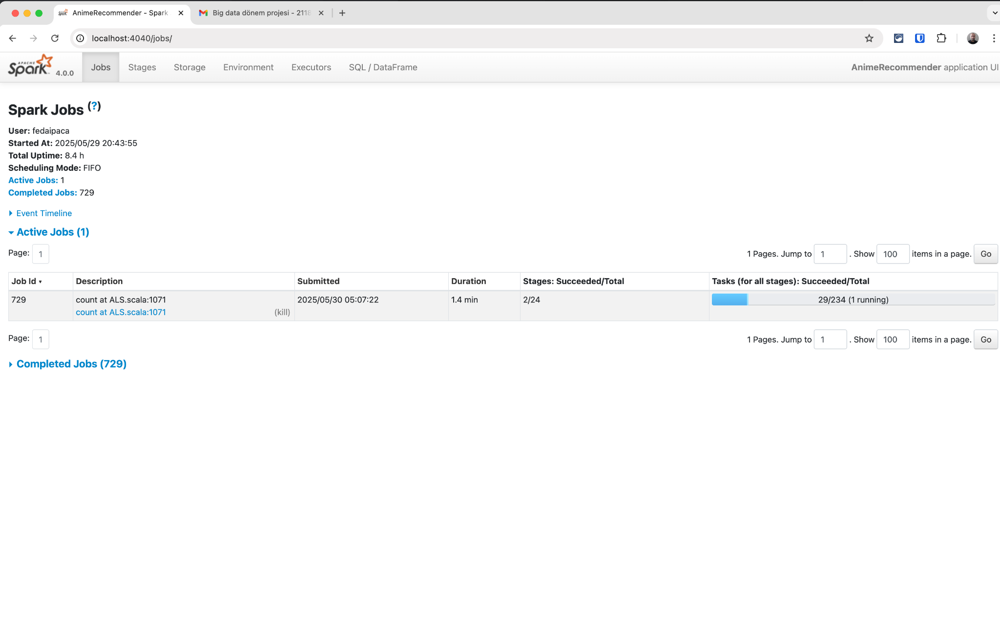 AnimeRecommender - Spark
Big data dönem projesi - 2118
localhost:4040/jobs/
APACHE
Spark 4.0.0
Jobs
Stages
Storage
Environment
Executors
SQL / DataFrame
AnimeRecommender application UI
Spark Jobs (?)
User: fedaipaca
Started At: 2025/05/29 20:43:55
Total Uptime: 8.4 h
Scheduling Mode: FIFO
Active Jobs: 1
Completed Jobs: 729
Event Timeline
Active Jobs (1)
Page: 1
1 Pages. Jump to 1 . Show 100 items in a page. Go
Job Id ▾ Description Submitted Duration Stages: Succeeded/Total Tasks (for all stages): Succeeded/Total
729 count at ALS.scala:1071 2025/05/30 05:07:22 1.4 min 2/24 29/234 (1 running)
count at ALS.scala:1071 (kill)
Page: 1
1 Pages. Jump to 1 . Show 100 items in a page. Go
Completed Jobs (729)